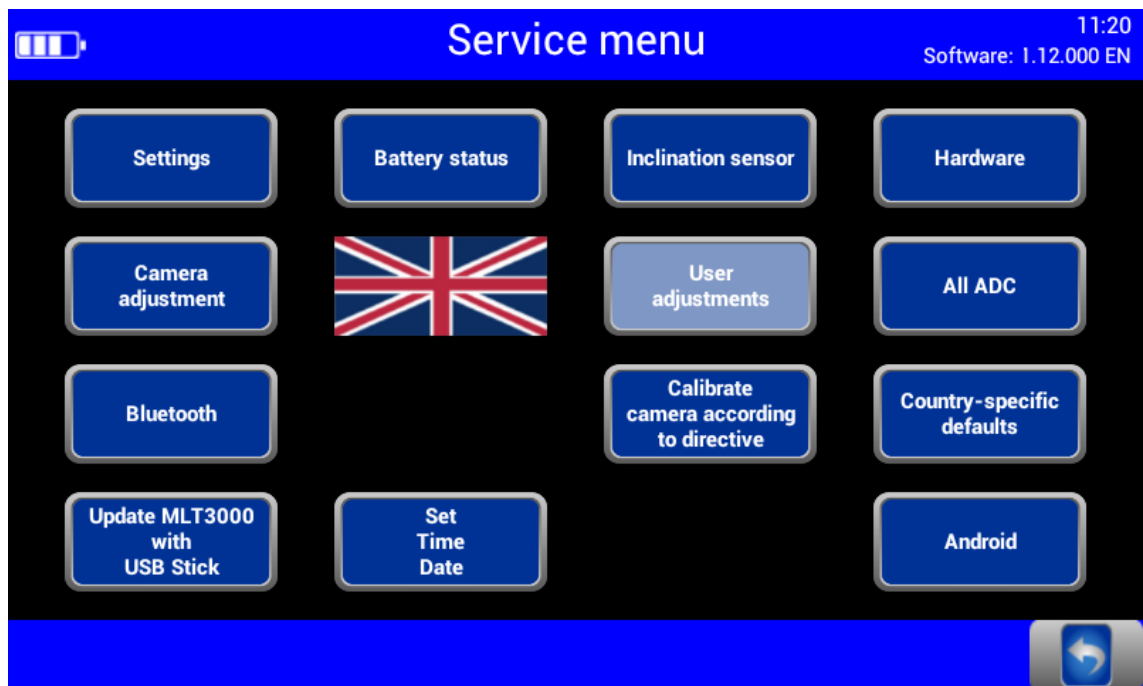 Service menu
11:20
Software: 1.12.000 EN
Settings
Battery status
Inclination sensor
Hardware
Camera
adjustment
User
adjustments
All ADC
Bluetooth
Calibrate
camera according
to directive
Country-specific
defaults
Update MLT3000
with
USB Stick
Set
Time
Date
Android